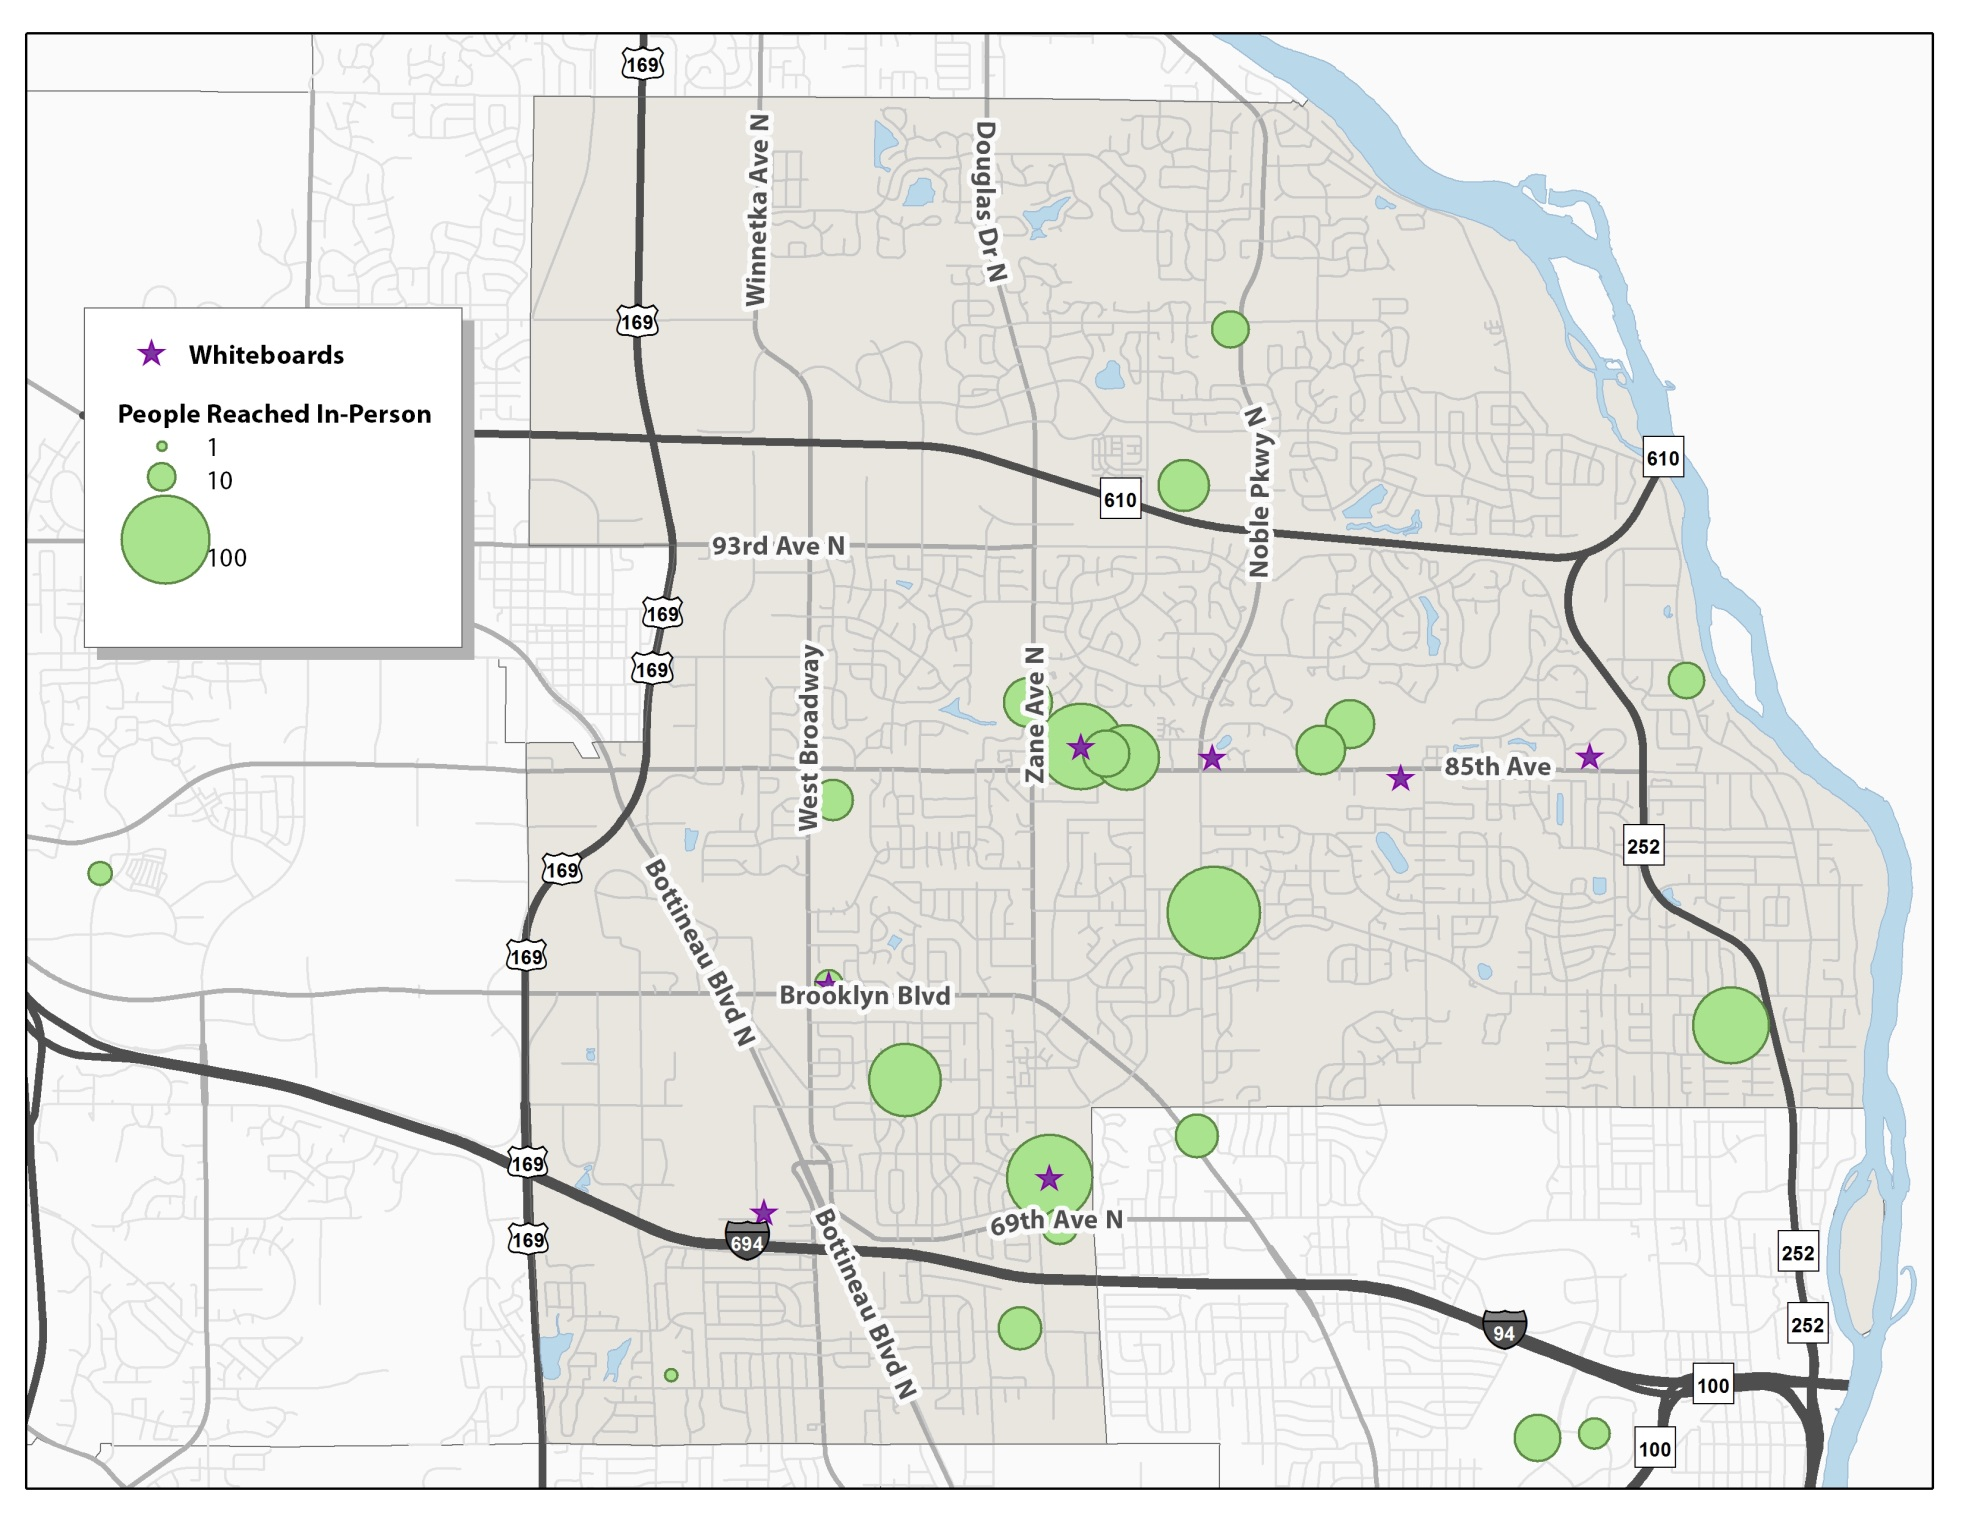 169
Winnetka Ave N
Douglas Dr N
169
Whiteboards
People Reached In-Person
1
10
100
610
610
Noble Pkwy N
93rd Ave N
169
169
West Broadway
Zane Ave N
85th Ave
252
169
Bottineau Blvd N
169
Brooklyn Blvd
169
69th Ave N
169
694
Bottineau Blvd N
252
252
94
100
100